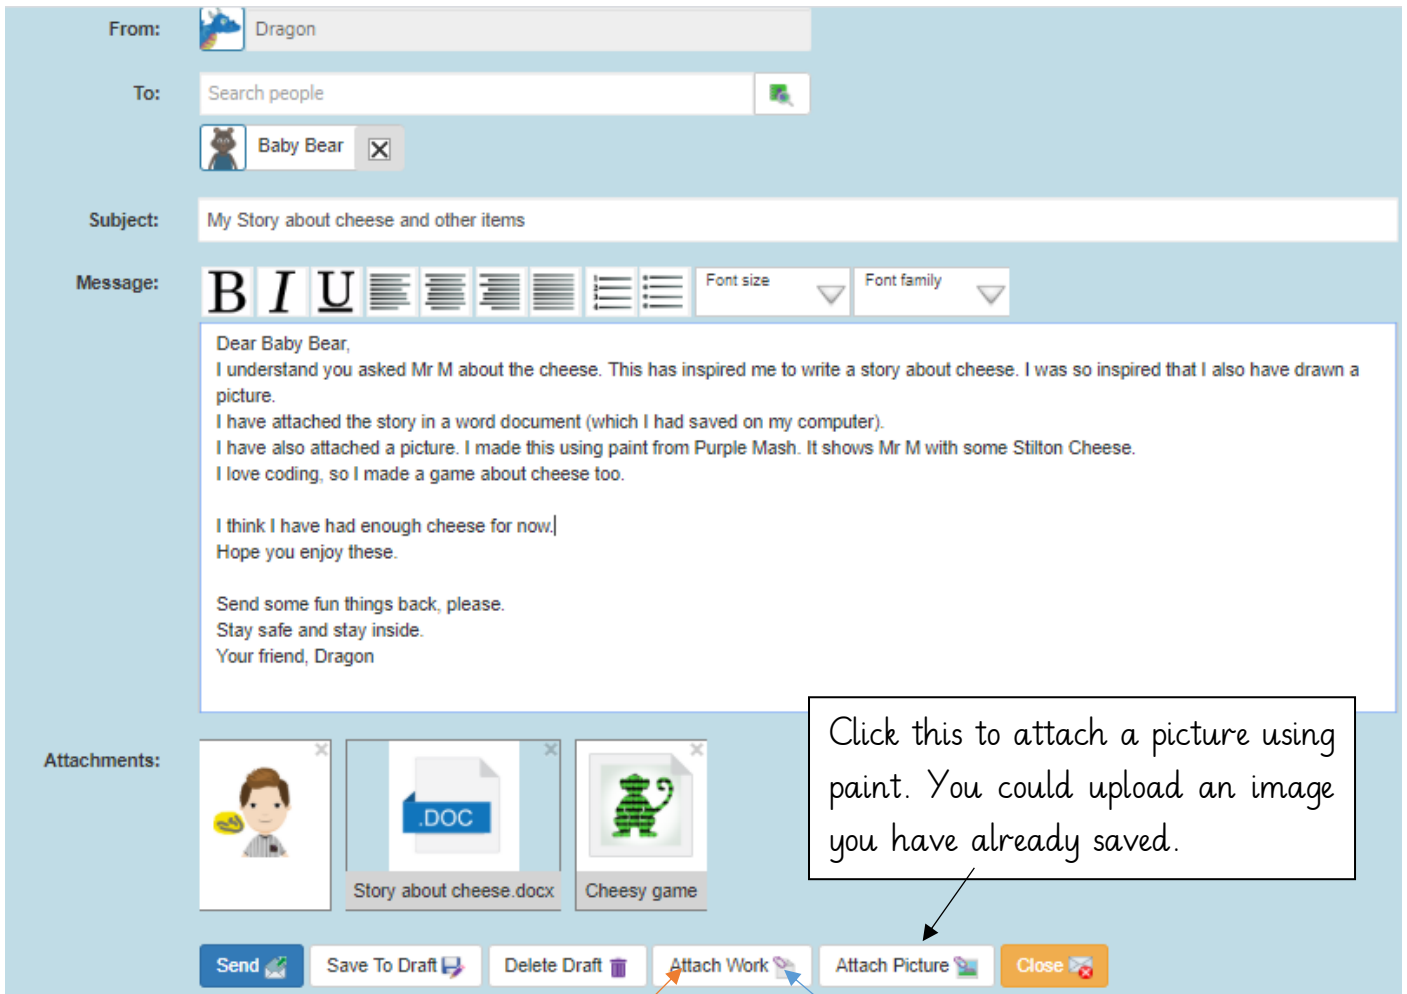 From: Dragon
To: Search people
Baby Bear
Subject: My Story about cheese and other items
Message: B I U Font size Font family
Dear Baby Bear,
I understand you asked Mr M about the cheese. This has inspired me to write a story about cheese. I was so inspired that I also have drawn a
picture.
I have attached the story in a word document (which I had saved on my computer).
I have also attached a picture. I made this using paint from Purple Mash. It shows Mr M with some Stilton Cheese.
I love coding, so I made a game about cheese too.
I think I have had enough cheese for now.
Hope you enjoy these.
Send some fun things back, please.
Stay safe and stay inside.
Your friend, Dragon
Click this to attach a picture using
paint. You could upload an image
you have already saved.
Attachments:
.DOC
Story about cheese.docx Cheesy game
Send Save To Draft Delete Draft Attach Work Attach Picture Close